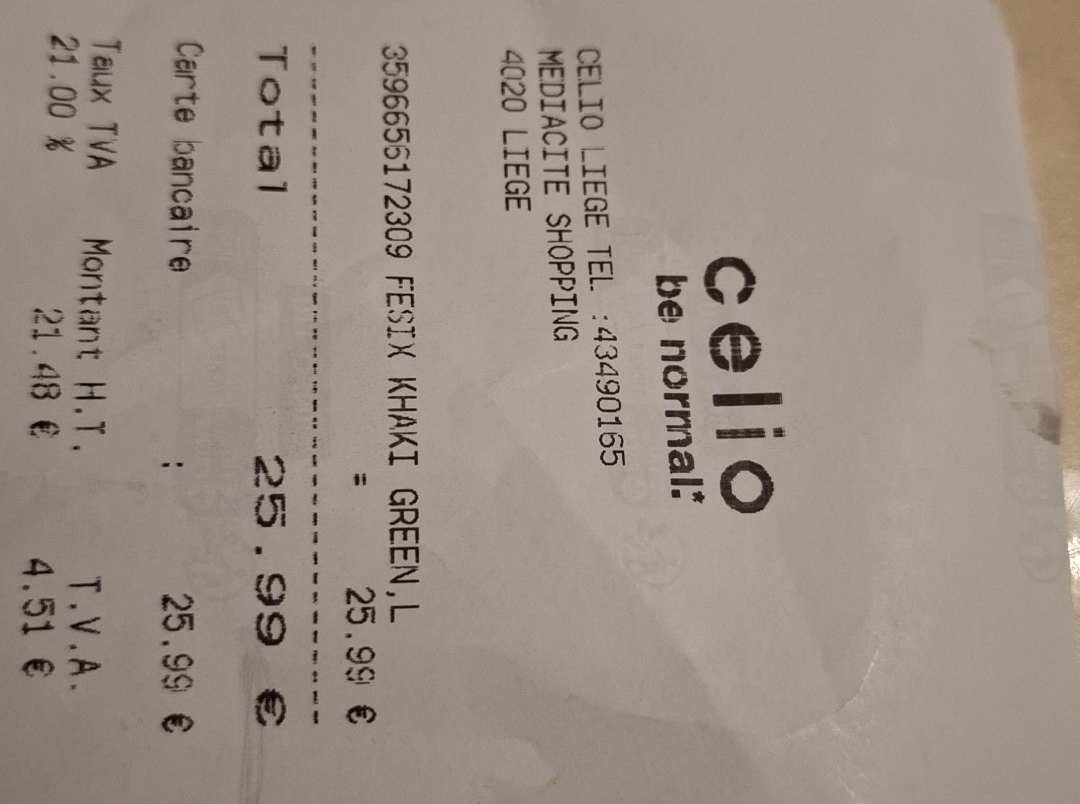 celio
be normal.*
CELIO LIEGE TEL :43490165
MEDIACITE SHOPPING
4020 LIEGE
3596656172309 FESIX KHAKI GREEN,L
= 25.99 €
--------------------------------
Total 25.99 €
Carte bancaire : 25.99 €
Taux TVA Montant H.T. T.V.A.
21.00 % 21.48 € 4.51 €